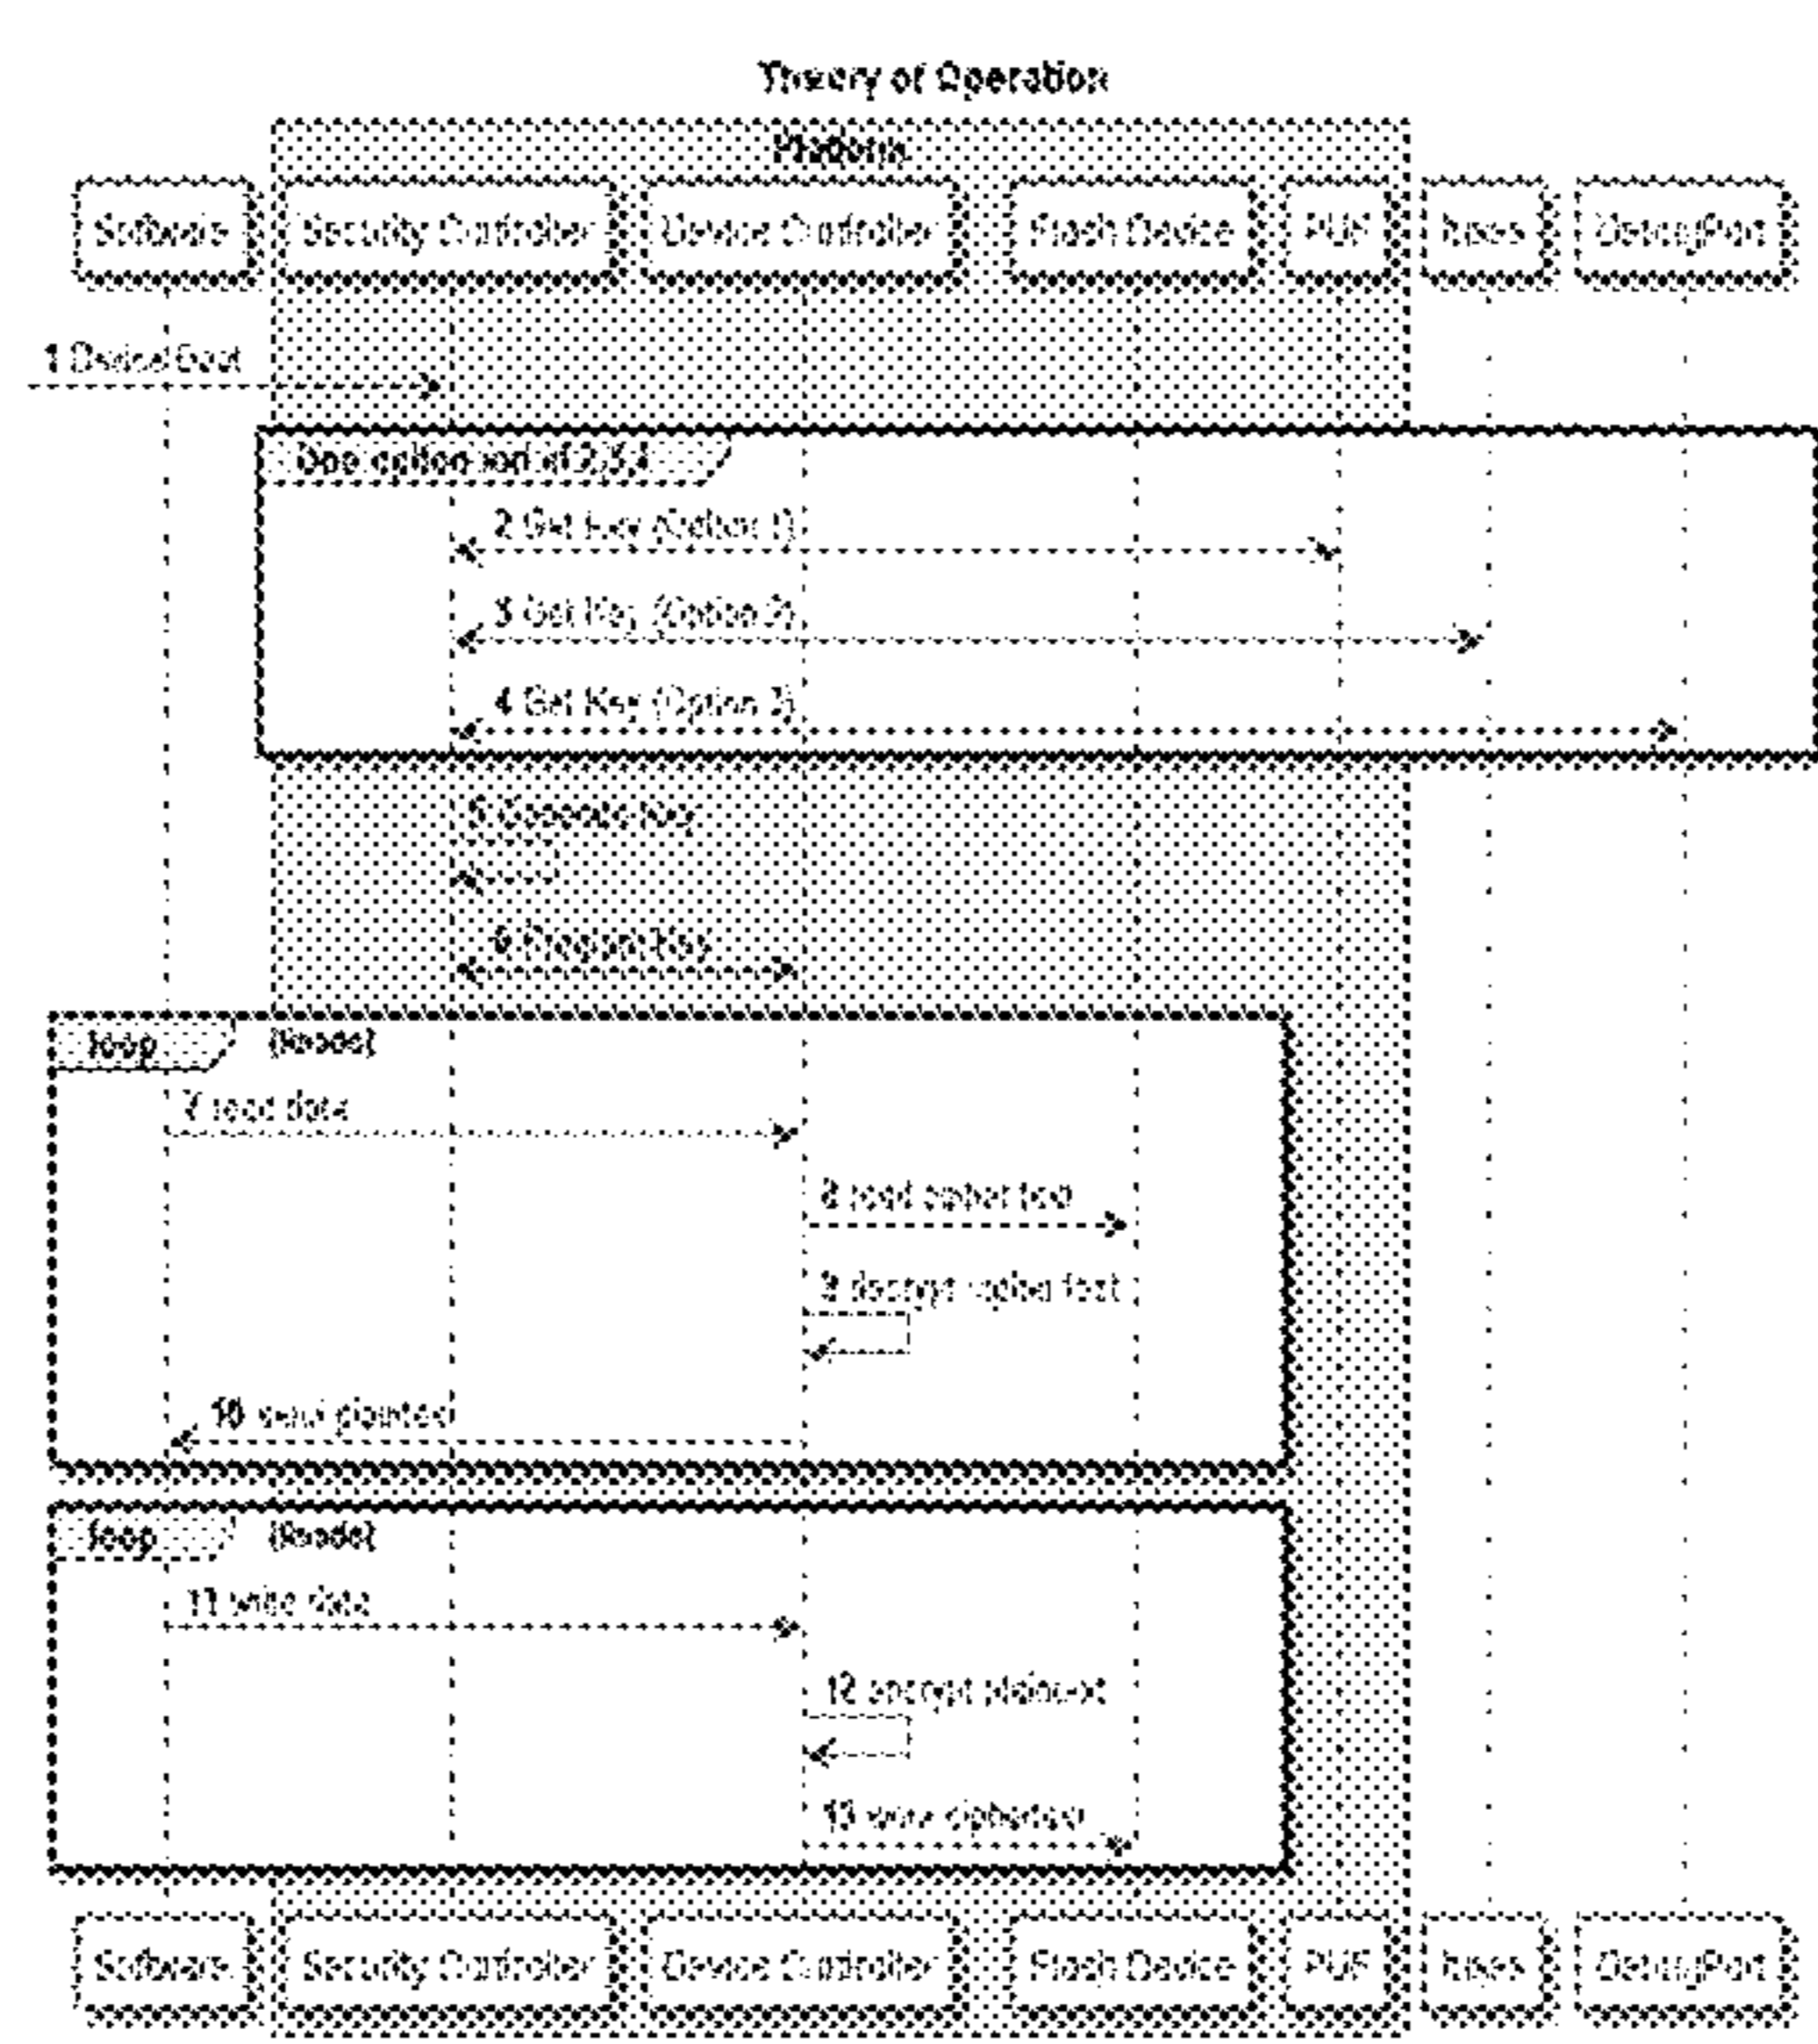 Theory of Operation
Platform
Software Security Controller Device Controller Flash Device PUF fuses Debug Port
1 Device Boot
One option out of 2,3,4
2 Get Key (Option 1)
3 Get Key (Option 2)
4 Get Key (Option 3)
5 Generate Key
6 Program Key
loop [Reads]
7 read data
8 read cipher text
9 decrypt cipher text
10 plaintext
loop [Reads]
11 write data
12 encrypt plaintext
13 write ciphertext
Software Security Controller Device Controller Flash Device PUF fuses Debug Port